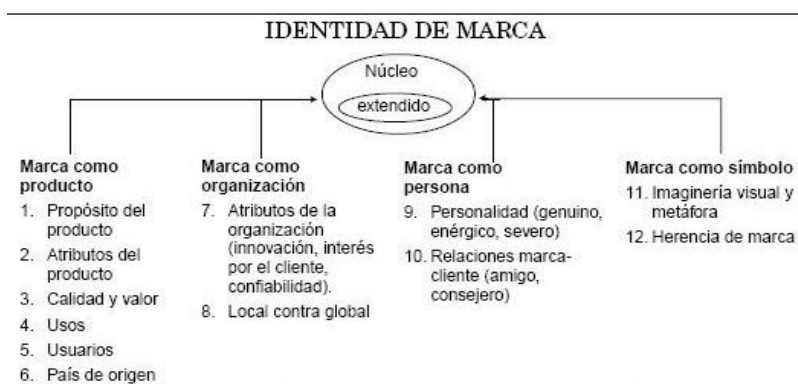 IDENTIDAD DE MARCA
Núcleo
extendido
Marca como
producto
1. Propósito del
producto
2. Atributos del
producto
3. Calidad y valor
4. Usos
5. Usuarios
6. País de origen
Marca como
organización
7. Atributos de la
organización
(innovación, interés
por el cliente,
confiabilidad).
8. Local contra global
Marca como
persona
9. Personalidad (genuino,
enérgico, severo)
10. Relaciones marca-
cliente (amigo,
consejero)
Marca como símbolo
11. Imaginería visual y
metáfora
12. Herencia de marca